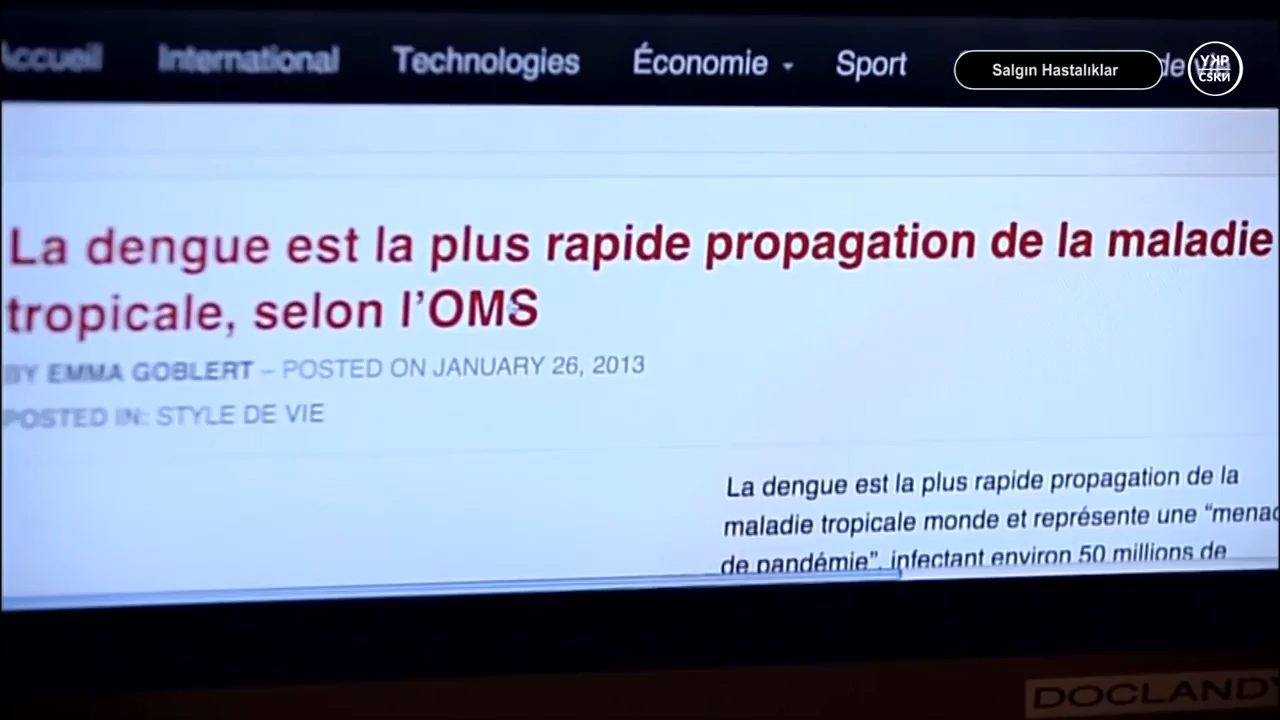 Accueil International Technologies Économie Sport de
Salgın Hastalıklar
УКР
CSKИ
La dengue est la plus rapide propagation de la maladie
tropicale, selon l'OMS
BY EMMA GOBLERT – POSTED ON JANUARY 26, 2013
POSTED IN: STYLE DE VIE
La dengue est la plus rapide propagation de la
maladie tropicale monde et représente une “menac
de pandémie”, infectant environ 50 millions de
DOCLANDY